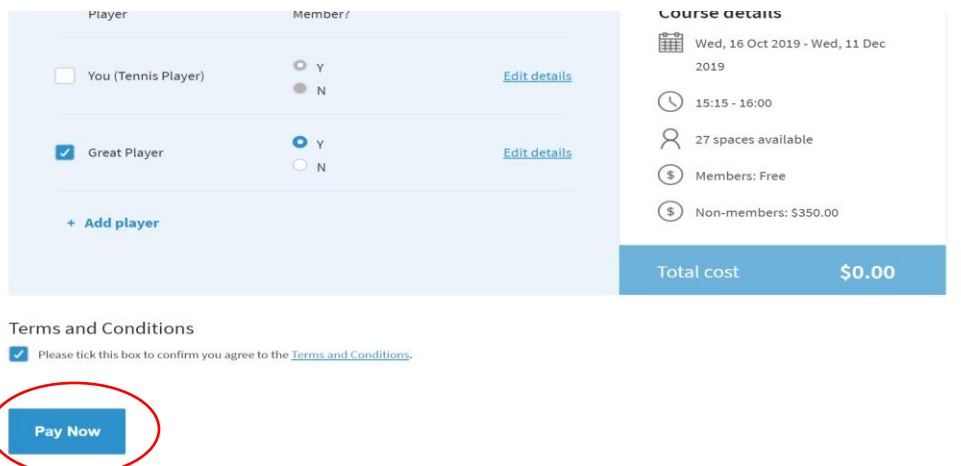 Player Member?
You (Tennis Player) Y Edit details
N
Great Player Y Edit details
N
+ Add player
Course details
Wed, 16 Oct 2019 - Wed, 11 Dec
2019
15:15 - 16:00
27 spaces available
$ Members: Free
$ Non-members: $350.00
Total cost $0.00
Terms and Conditions
Please tick this box to confirm you agree to the Terms and Conditions.
Pay Now